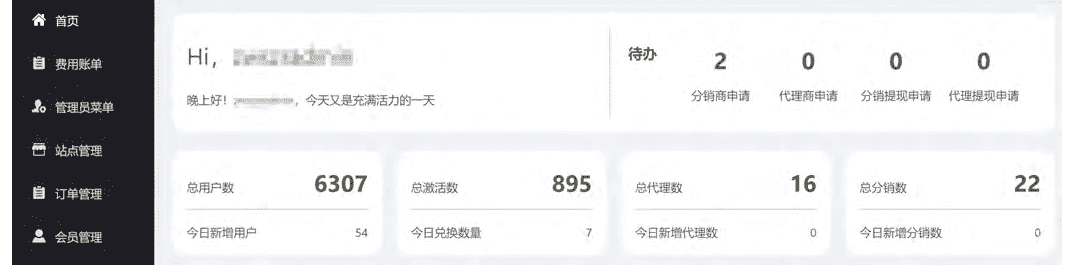 首页
费用账单
管理员菜单
站点管理
订单管理
会员管理
Hi,
晚上好! ，今天又是充满活力的一天
待办
2 0 0 0
分销商申请 代理商申请 分销提现申请 代理提现申请
总用户数 6307
今日新增用户 54
总激活数 895
今日兑换数量 7
总代理数 16
今日新增代理数 0
总分销数 22
今日新增分销数 0